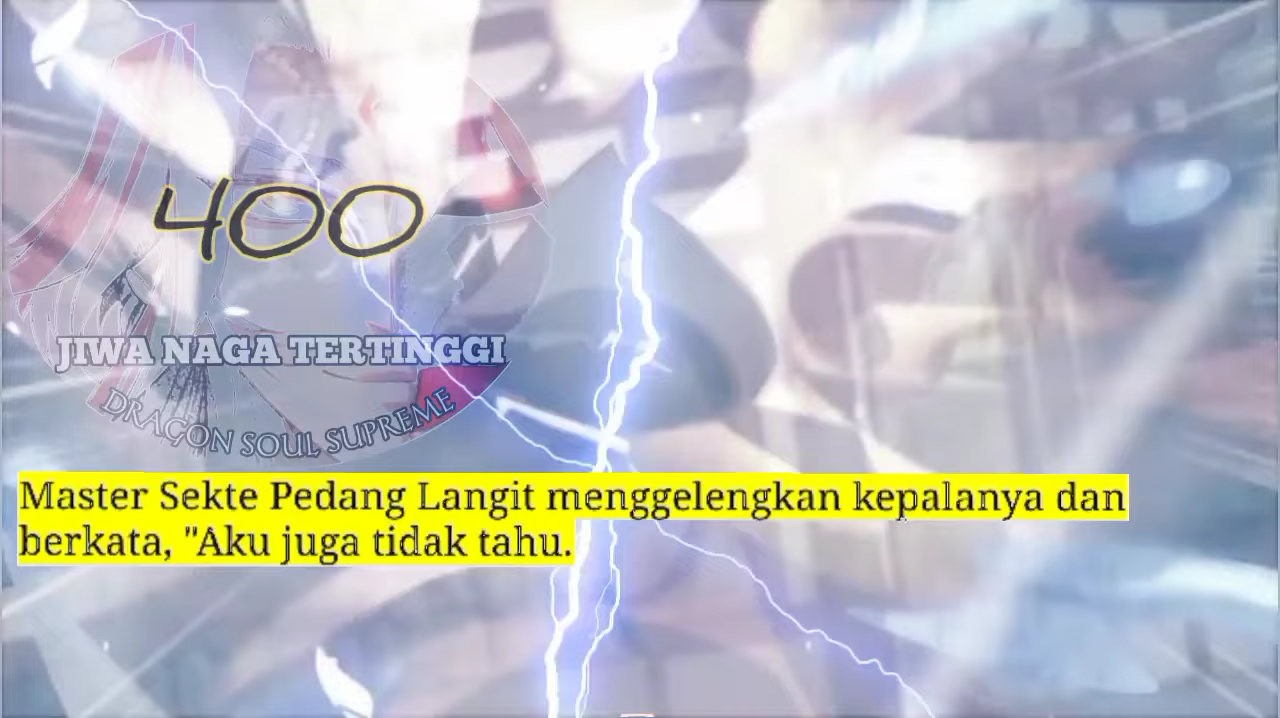 400
JIWA NAGA TERTINGGI
DRAGON SOUL SUPREME
Master Sekte Pedang Langit menggelengkan kepalanya dan
berkata, "Aku juga tidak tahu.